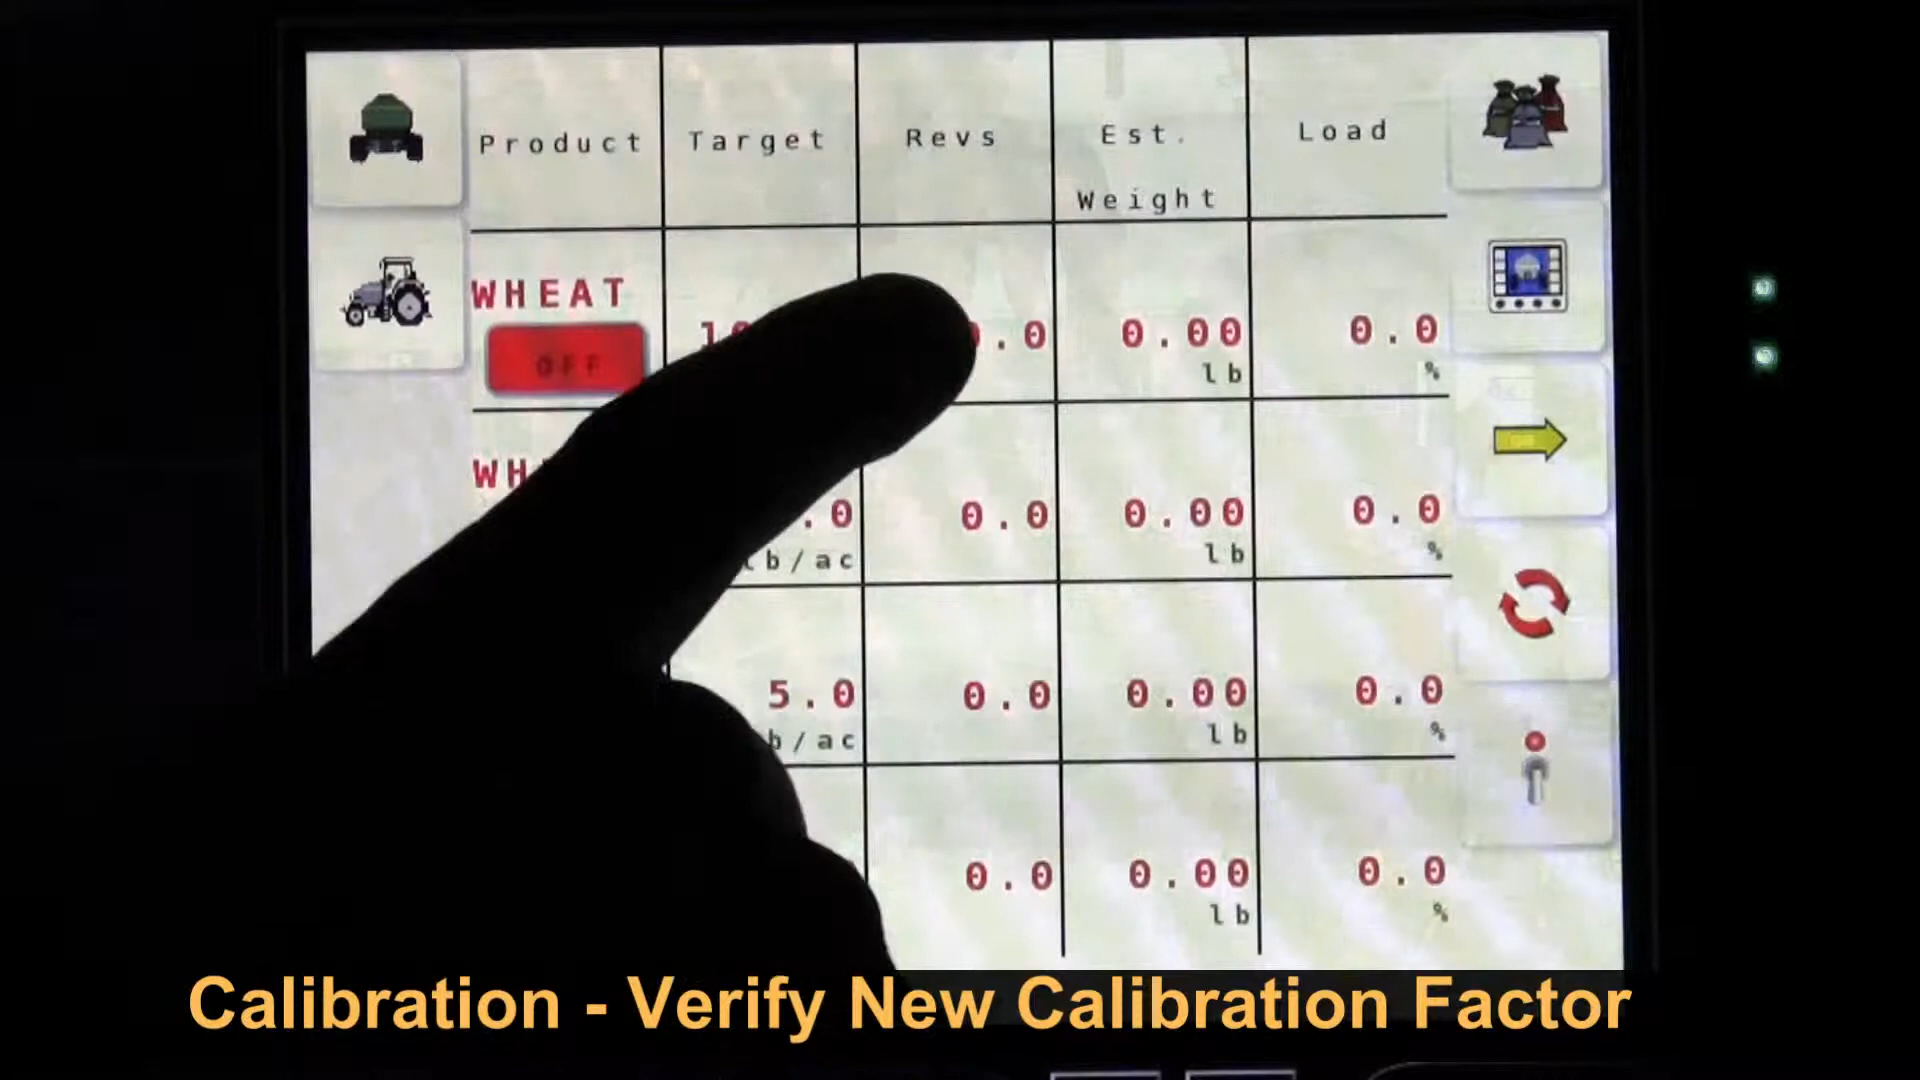 Product Target Revs Est. Weight Load
WHEAT
OFF
.0 0.00 0.0
lb %
.0 0.0 0.00 0.0
lb/ac lb %
5.0 0.0 0.00 0.0
b/ac lb %
0.0 0.00 0.0
lb %
Calibration - Verify New Calibration Factor